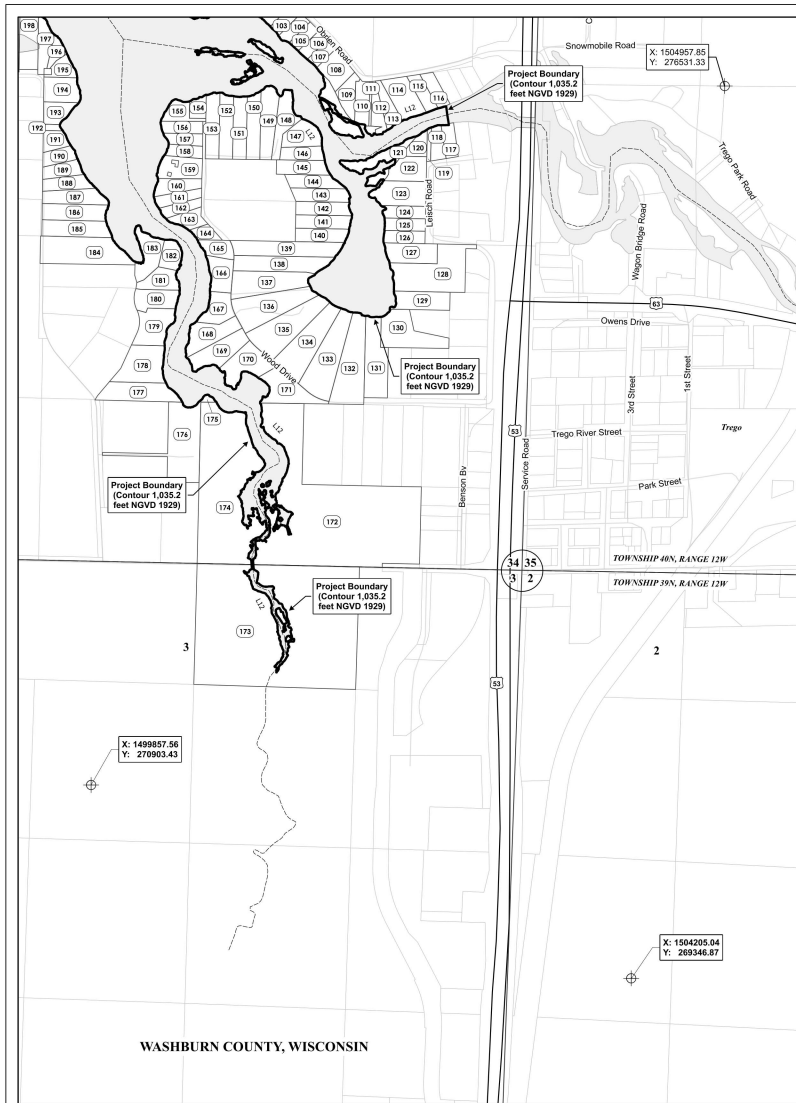 198
197
196
195
194
193
192
191
190
189
188
187
186
185
184
103
104
105
106
107
108
109
110
111
112
113
114
115
116
Obrien Road
Snowmobile Road
X: 1504957.85
Y: 276531.33
Project Boundary
(Contour 1,035.2
feet NGVD 1929)
L12
155
154
152
150
153
151
149
148
147
L12
156
157
158
159
160
161
162
163
164
146
145
144
143
142
141
140
121
120
118
117
119
122
123
124
125
126
127
128
129
130
Leisch Road
Trego Park Road
Wagon Bridge Road
183
182
181
180
179
178
177
165
166
167
168
169
170
171
139
138
137
136
135
134
133
132
131
Wood Drive
63
Owens Drive
Project Boundary
(Contour 1,035.2
feet NGVD 1929)
3rd Street
1st Street
175
176
L12
53
Trego River Street
Trego
Service Road
Benson Bv
Park Street
Project Boundary
(Contour 1,035.2
feet NGVD 1929)
174
172
34 35
3 2
TOWNSHIP 40N, RANGE 12W
TOWNSHIP 39N, RANGE 12W
L12
Project Boundary
(Contour 1,035.2
feet NGVD 1929)
173
3
2
53
X: 1499857.56
Y: 270903.43
X: 1504205.04
Y: 269346.87
WASHBURN COUNTY, WISCONSIN